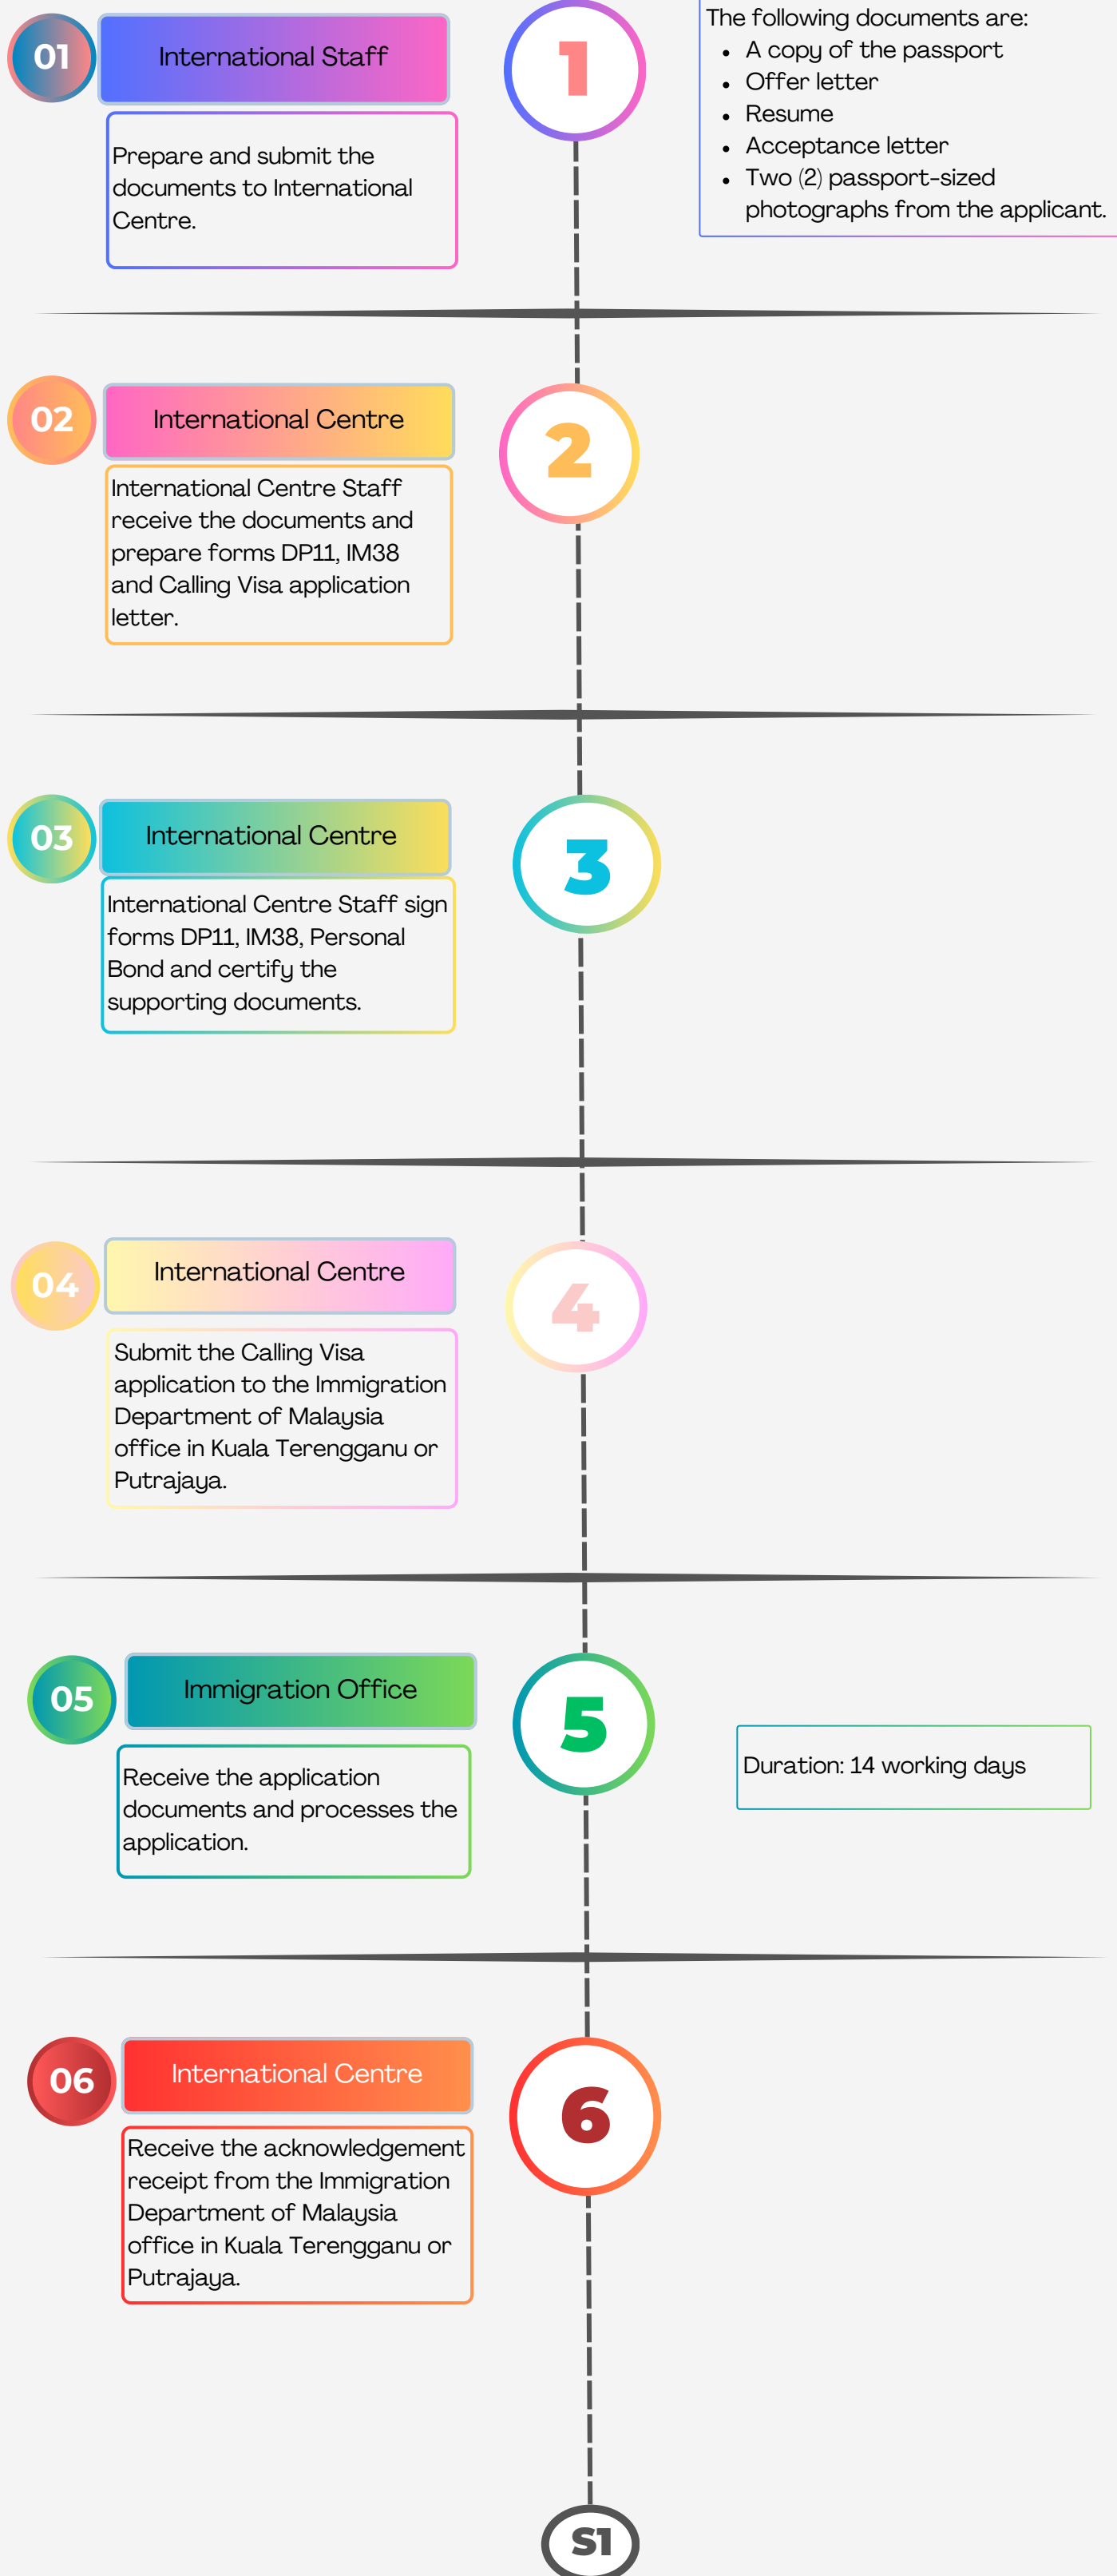 01
International Staff
1
Prepare and submit the
documents to International
Centre.
The following documents are:
• A copy of the passport
• Offer letter
• Resume
• Acceptance letter
• Two (2) passport-sized
photographs from the applicant.
02
International Centre
2
International Centre Staff
receive the documents and
prepare forms DP11, IM38
and Calling Visa application
letter.
03
International Centre
3
International Centre Staff sign
forms DP11, IM38, Personal
Bond and certify the
supporting documents.
04
International Centre
4
Submit the Calling Visa
application to the Immigration
Department of Malaysia
office in Kuala Terengganu or
Putrajaya.
05
Immigration Office
5
Receive the application
documents and processes the
application.
Duration: 14 working days
06
International Centre
6
Receive the acknowledgement
receipt from the Immigration
Department of Malaysia
office in Kuala Terengganu or
Putrajaya.
S1